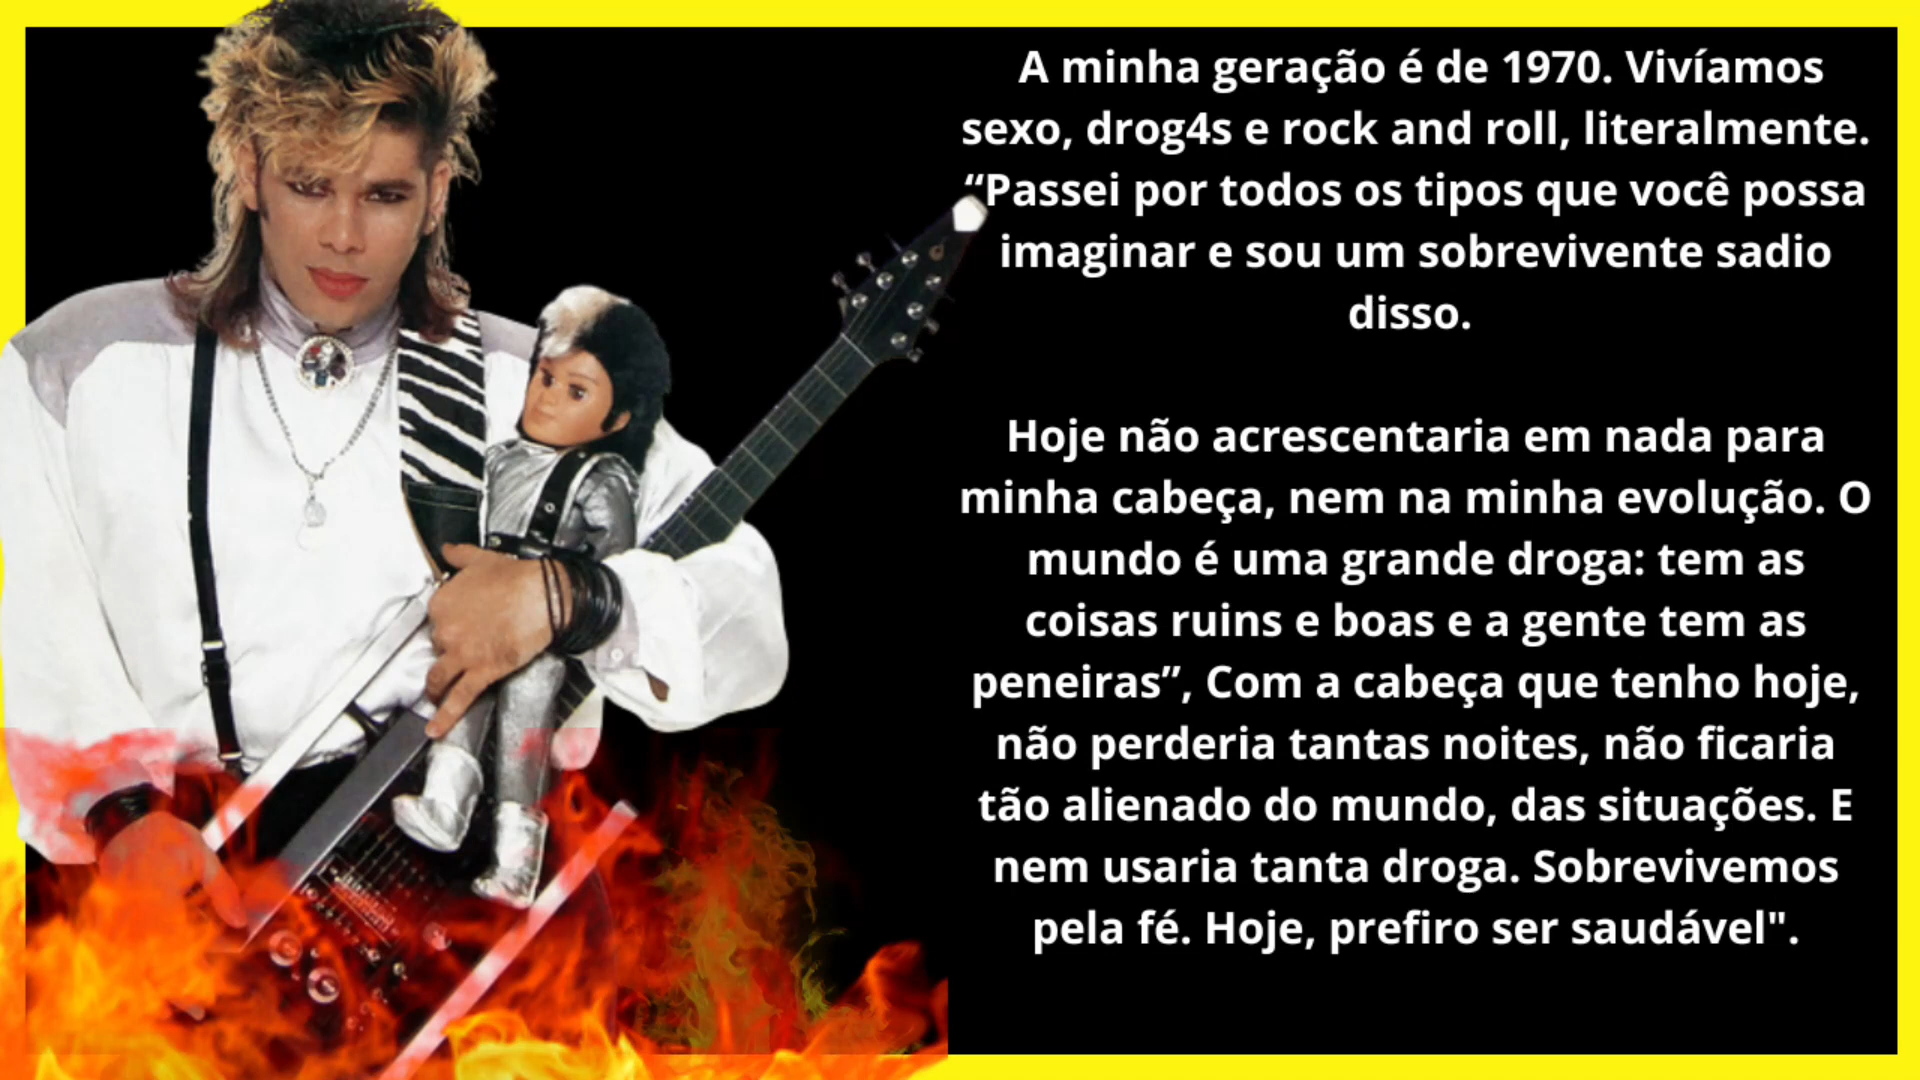 A minha geração é de 1970. Vivíamos
sexo, drog4s e rock and roll, literalmente.
“Passei por todos os tipos que você possa
imaginar e sou um sobrevivente sadio
disso.
Hoje não acrescentaria em nada para
minha cabeça, nem na minha evolução. O
mundo é uma grande droga: tem as
coisas ruins e boas e a gente tem as
peneiras”, Com a cabeça que tenho hoje,
não perderia tantas noites, não ficaria
tão alienado do mundo, das situações. E
nem usaria tanta droga. Sobrevivemos
pela fé. Hoje, prefiro ser saudável".